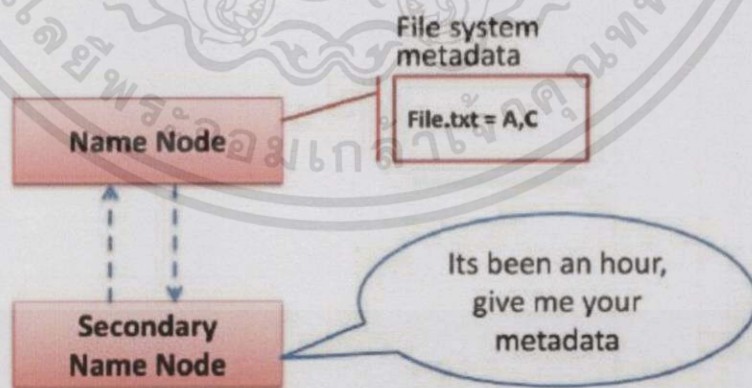 File system
metadata
Name Node
File.txt = A,C
Its been an hour,
give me your
metadata
Secondary
Name Node